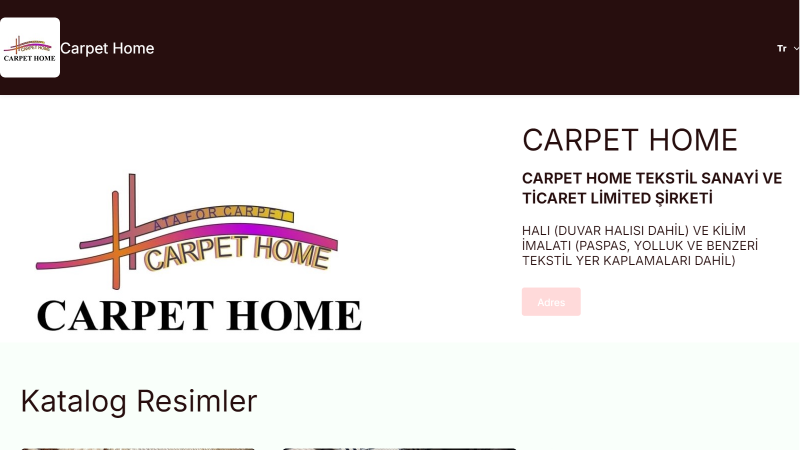 CARPET HOME
Carpet Home
Tr
CARPET HOME
CARPET HOME TEKSTİL SANAYİ VE
TİCARET LİMİTED ŞİRKETİ
HALI (DUVAR HALISI DAHİL) VE KİLİM
İMALATI (PASPAS, YOLLUK VE BENZERİ
TEKSTİL YER KAPLAMALARI DAHİL)
Adres
ATA FOR CARPET
CARPET HOME
CARPET HOME
Katalog Resimler